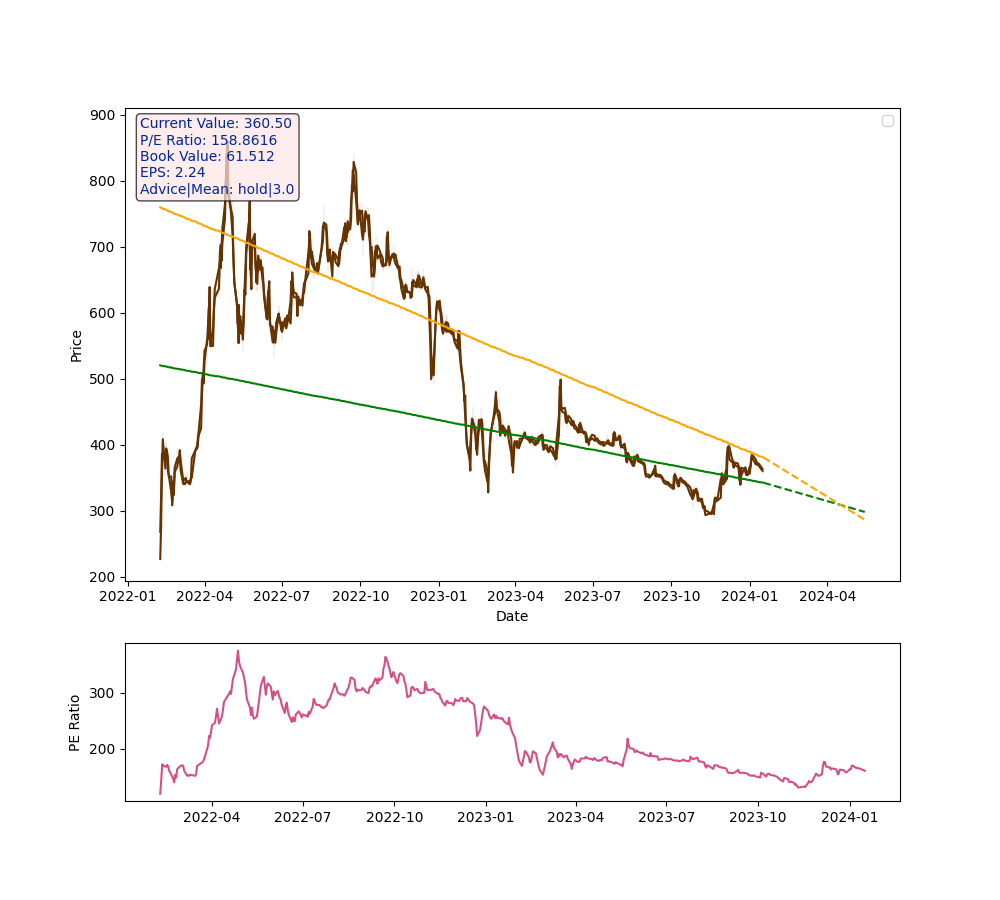 900
Current Value: 360.50
P/E Ratio: 158.8616
Book Value: 61.512
EPS: 2.24
Advice|Mean: hold|3.0
800
700
600
500
400
300
200
Price
2022-01 2022-04 2022-07 2022-10 2023-01 2023-04 2023-07 2023-10 2024-01 2024-04
Date
300
200
PE Ratio
2022-04 2022-07 2022-10 2023-01 2023-04 2023-07 2023-10 2024-01